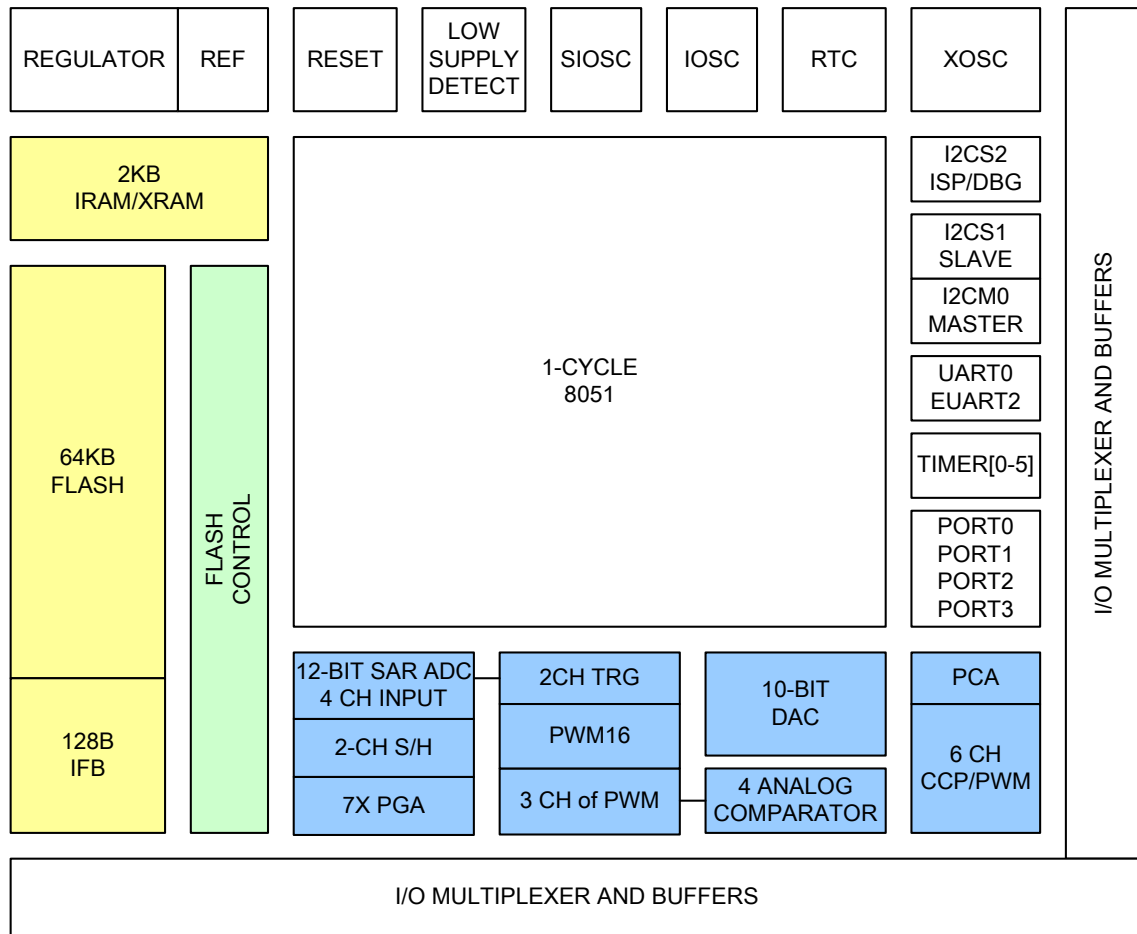 REGULATOR
REF
RESET
LOW
SUPPLY
DETECT
SIOSC
IOSC
RTC
XOSC
2KB
IRAM/XRAM
64KB
FLASH
128B
IFB
FLASH
CONTROL
1-CYCLE
8051
I2CS2
ISP/DBG
I2CS1
SLAVE
I2CM0
MASTER
UART0
EUART2
TIMER[0-5]
PORT0
PORT1
PORT2
PORT3
12-BIT SAR ADC
4 CH INPUT
2-CH S/H
7X PGA
2CH TRG
PWM16
3 CH of PWM
10-BIT
DAC
4 ANALOG
COMPARATOR
PCA
6 CH
CCP/PWM
I/O MULTIPLEXER AND BUFFERS
I/O MULTIPLEXER AND BUFFERS